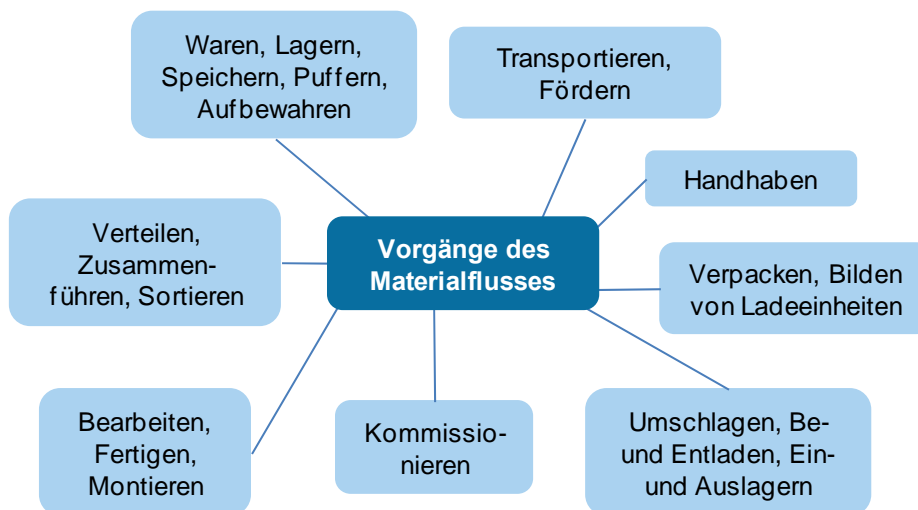 Waren, Lagern,
Speichern, Puffern,
Aufbewahren
Transportieren,
Fördern
Handhaben
Verteilen,
Zusammen-
führen, Sortieren
Vorgänge des
Materialflusses
Verpacken, Bilden
von Ladeeinheiten
Bearbeiten,
Fertigen,
Montieren
Kommissio-
nieren
Umschlagen, Be-
und Entladen, Ein-
und Auslagern